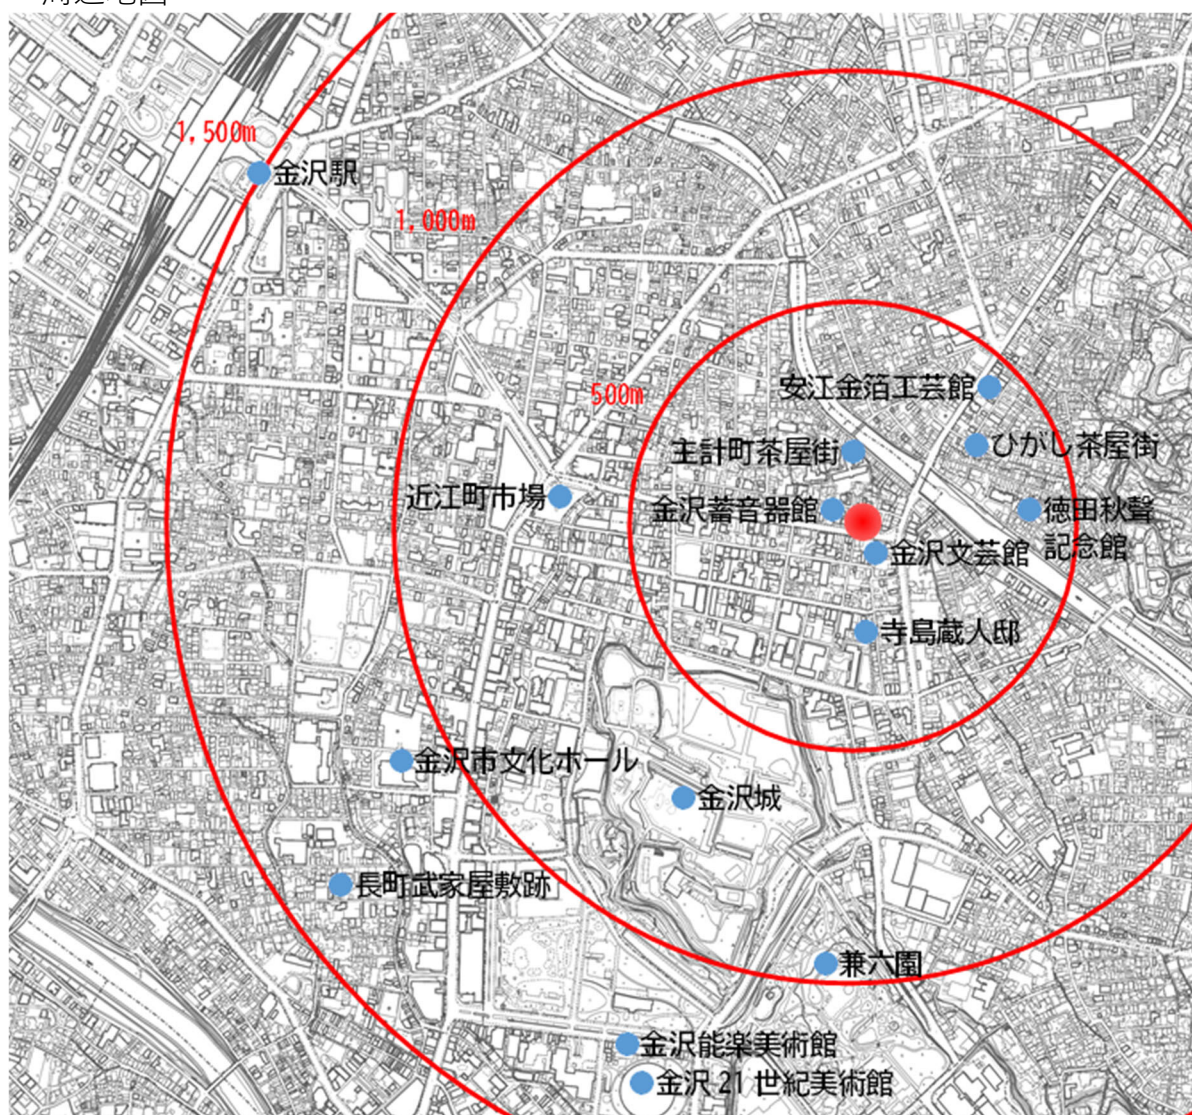 周辺地図
1,500m
金沢駅
1,000m
500m
安江金箔工芸館
主計町茶屋街
ひがし茶屋街
近江町市場
金沢蓄音器館
徳田秋聲
記念館
金沢文芸館
寺島蔵人邸
金沢市文化ホール
金沢城
長町武家屋敷跡
兼六園
金沢能楽美術館
金沢 21 世紀美術館